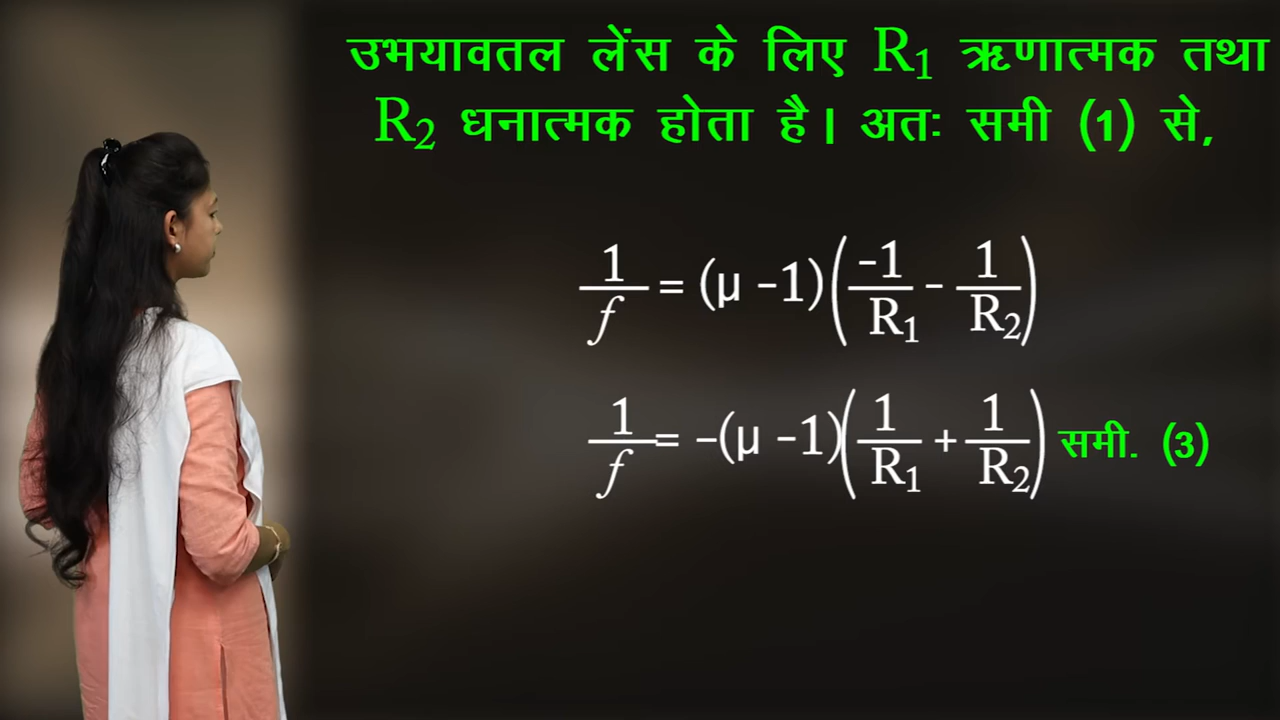 उभयावतल लेंस के लिए R₁ ऋणात्मक तथा
R₂ धनात्मक होता है। अतः समी (1) से,
1/f = (μ -1)(-1/R₁ - 1/R₂)
1/f = -(μ -1)(1/R₁ + 1/R₂) समी. (3)